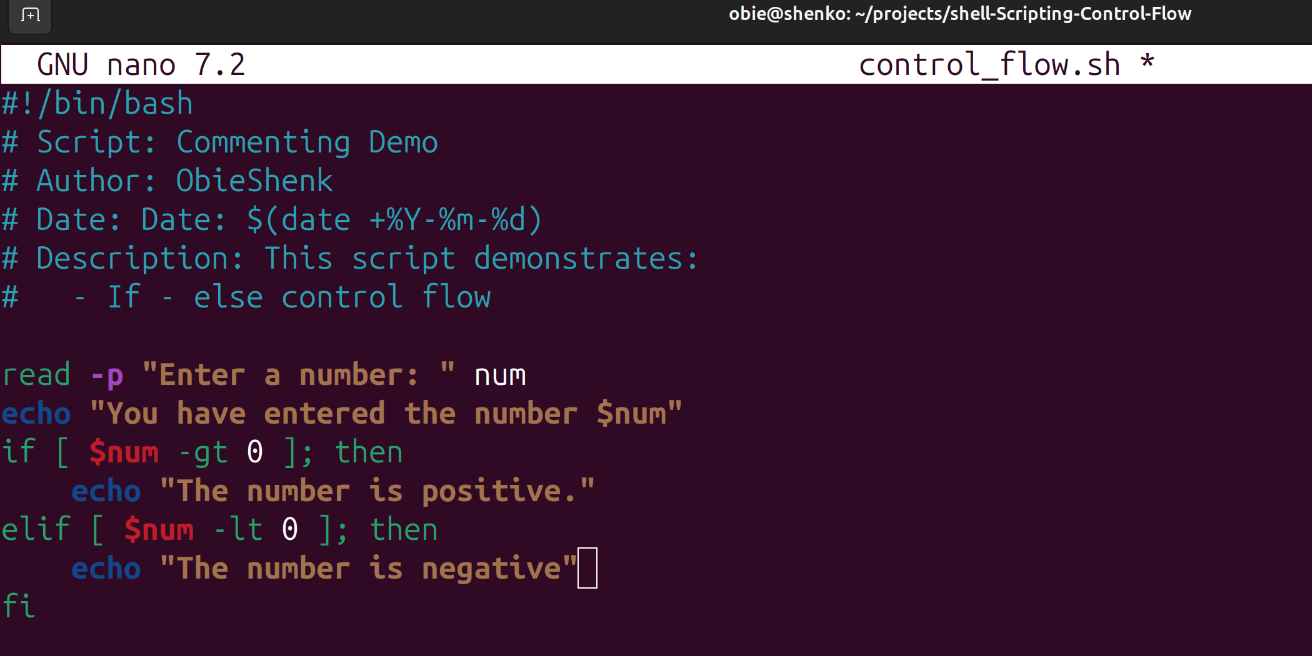 obie@shenko: ~/projects/shell-Scripting-Control-Flow
GNU nano 7.2 control_flow.sh *
#!/bin/bash
# Script: Commenting Demo
# Author: ObieShenk
# Date: Date: $(date +%Y-%m-%d)
# Description: This script demonstrates:
#   - If - else control flow
read -p "Enter a number: " num
echo "You have entered the number $num"
if [ $num -gt 0 ]; then
    echo "The number is positive."
elif [ $num -lt 0 ]; then
    echo "The number is negative"
fi